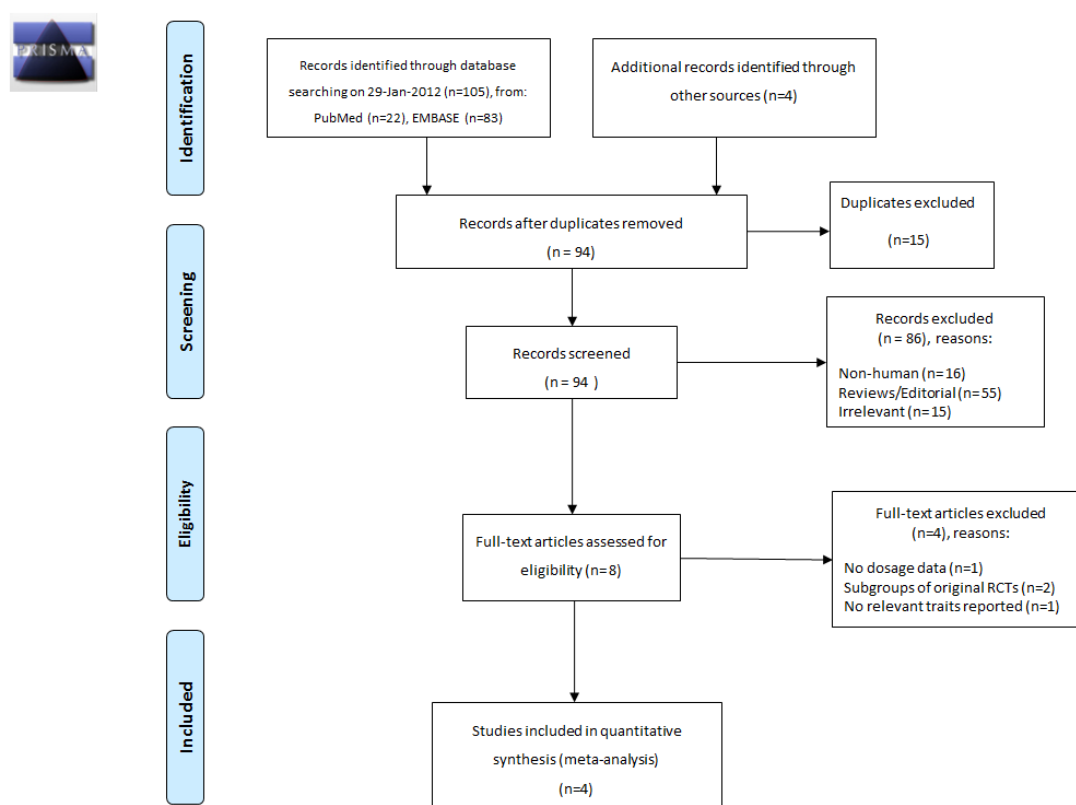 PRISMA
Identification
Records identified through database
searching on 29-Jan-2012 (n=105), from:
PubMed (n=22), EMBASE (n=83)
Additional records identified through
other sources (n=4)
Records after duplicates removed
(n = 94)
Duplicates excluded
(n=15)
Screening
Records screened
(n = 94 )
Records excluded
(n = 86), reasons:
Non-human (n=16)
Reviews/Editorial (n=55)
Irrelevant (n=15)
Eligibility
Full-text articles assessed for
eligibility (n=8)
Full-text articles excluded
(n=4), reasons:
No dosage data (n=1)
Subgroups of original RCTs (n=2)
No relevant traits reported (n=1)
Included
Studies included in quantitative
synthesis (meta-analysis)
(n=4)